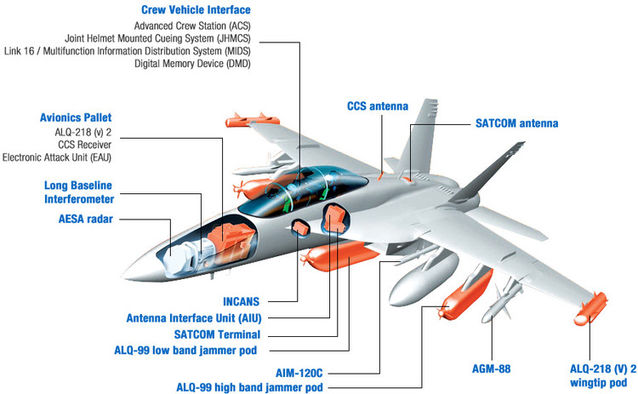 Crew Vehicle Interface
Advanced Crew Station (ACS)
Joint Helmet Mounted Cueing System (JHMCS)
Link 16 / Multifunction Information Distribution System (MIDS)
Digital Memory Device (DMD)
CCS antenna
SATCOM antenna
Avionics Pallet
ALQ-218 (v) 2
CCS Receiver
Electronic Attack Unit (EAU)
Long Baseline
Interferometer
AESA radar
INCANS
Antenna Interface Unit (AIU)
SATCOM Terminal
ALQ-99 low band jammer pod
AIM-120C
ALQ-99 high band jammer pod
AGM-88
ALQ-218 (V) 2
wingtip pod